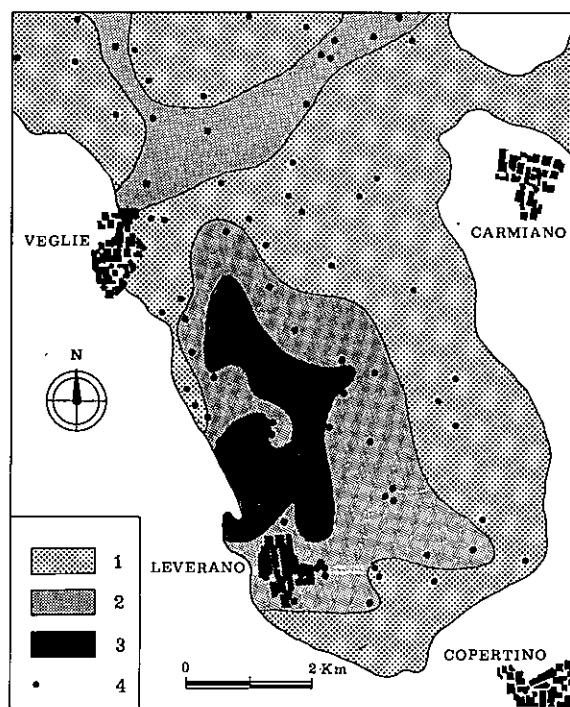 CARMIANO
VEGLIE
N
LEVERANO
1
2
3
4
0 2 Km
COPERTINO